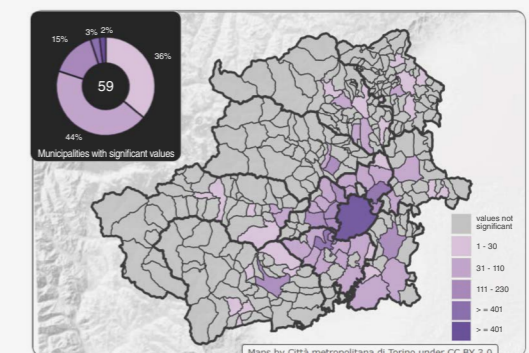 15%
3%
2%
36%
59
44%
Municipalities with significant values
values not
significant
1 - 30
31 - 110
111 - 230
> = 401
> = 401
Maps by Città metropolitana di Torino under CC BY 2.0